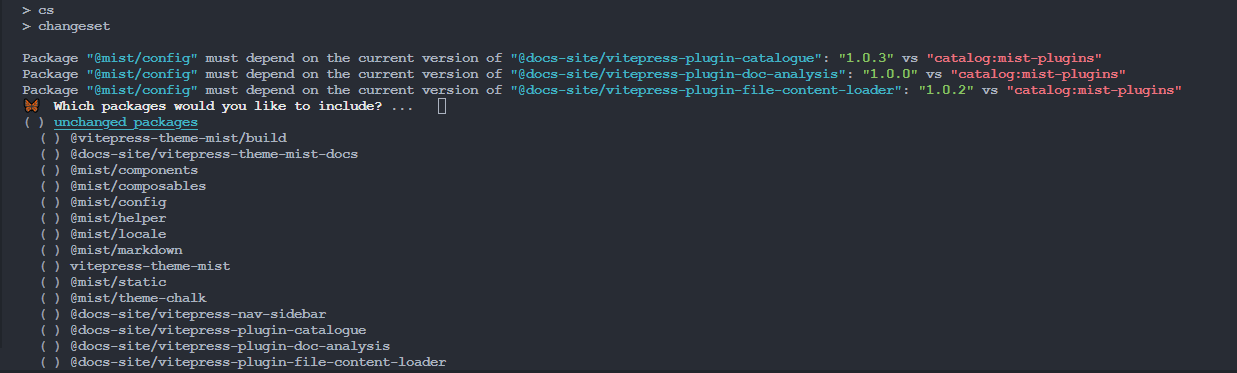 > cs
> changeset
Package "@mist/config" must depend on the current version of "@docs-site/vitepress-plugin-catalogue": "1.0.3" vs "catalog:mist-plugins"
Package "@mist/config" must depend on the current version of "@docs-site/vitepress-plugin-doc-analysis": "1.0.0" vs "catalog:mist-plugins"
Package "@mist/config" must depend on the current version of "@docs-site/vitepress-plugin-file-content-loader": "1.0.2" vs "catalog:mist-plugins"
🦋 Which packages would you like to include? ...
( ) unchanged packages
( ) @vitepress-theme-mist/build
( ) @docs-site/vitepress-theme-mist-docs
( ) @mist/components
( ) @mist/composables
( ) @mist/config
( ) @mist/helper
( ) @mist/locale
( ) @mist/markdown
( ) vitepress-theme-mist
( ) @mist/static
( ) @mist/theme-chalk
( ) @docs-site/vitepress-nav-sidebar
( ) @docs-site/vitepress-plugin-catalogue
( ) @docs-site/vitepress-plugin-doc-analysis
( ) @docs-site/vitepress-plugin-file-content-loader